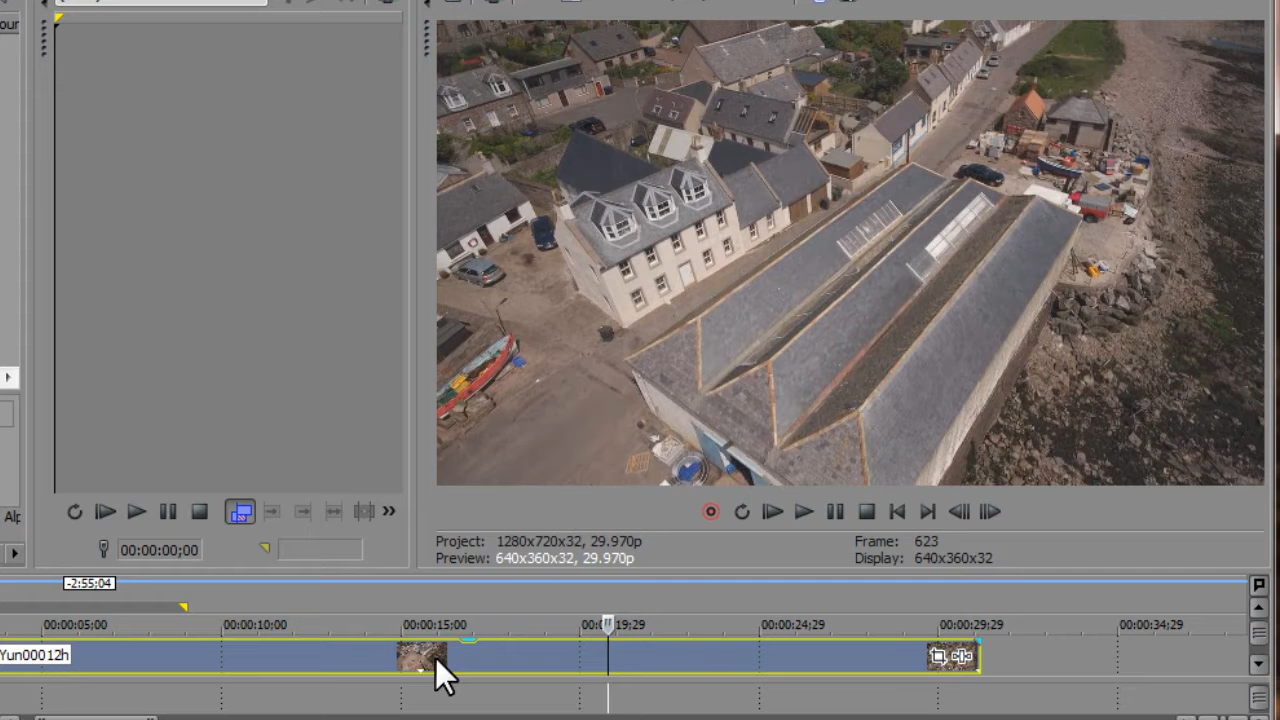 our
Alp
00:00:00;00
Project: 1280x720x32, 29.970p
Frame: 623
Preview: 640x360x32, 29.970p
Display: 640x360x32
-2:55;04
00:00:05;00
00:00:10;00
00:00:15;00
00:00:19;29
00:00:24;29
00:00:29;29
00:00:34;29
Yun00012h